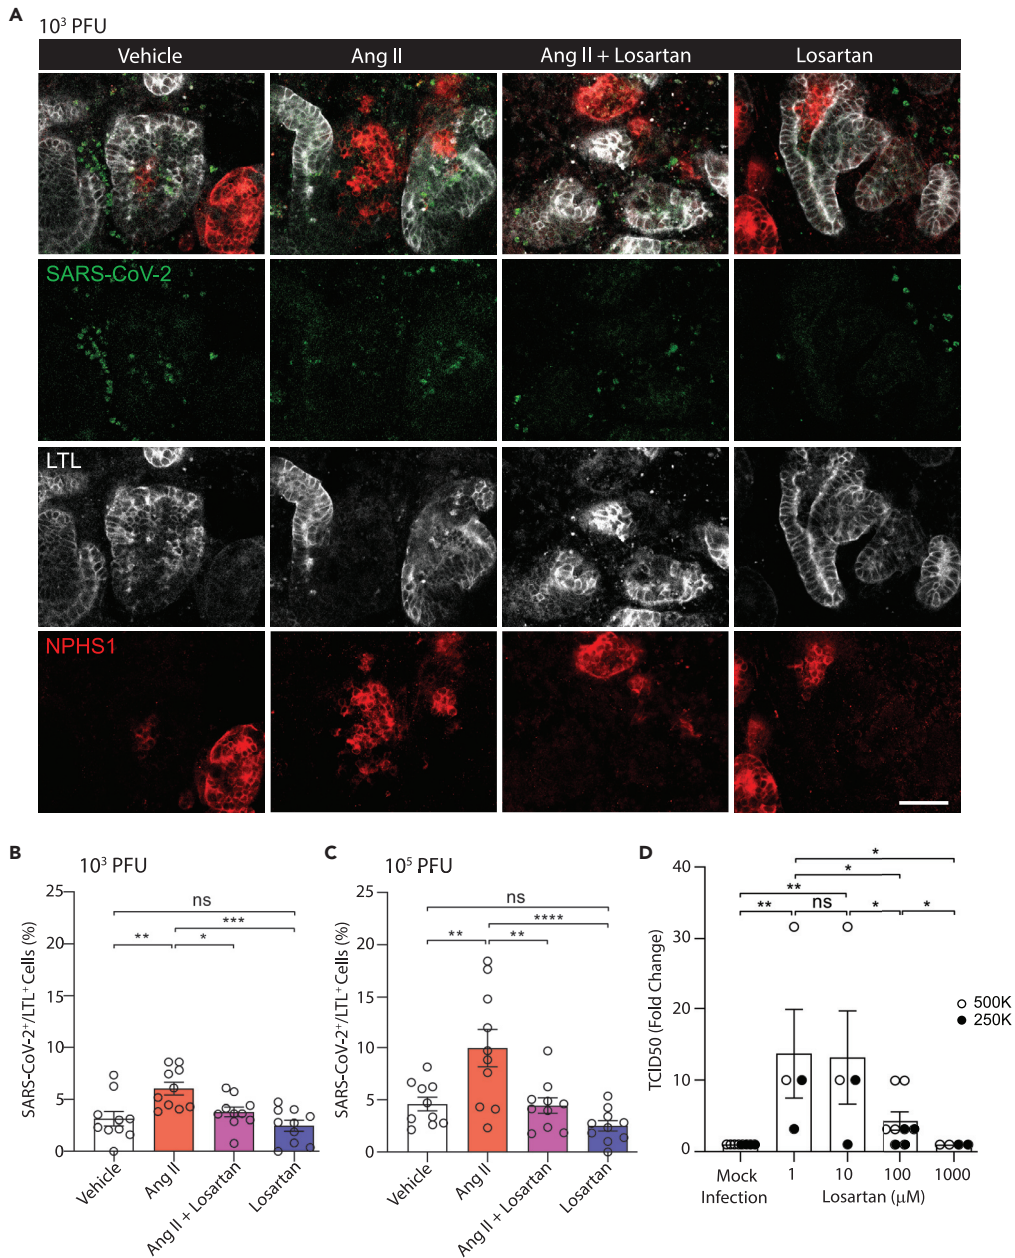 A
10³ PFU
Vehicle
Ang II
Ang II + Losartan
Losartan
SARS-CoV-2
LTL
NPHS1
B
10³ PFU
SARS-CoV-2⁺/LTL⁺ Cells (%)
25
20
15
10
5
0
ns
***
**
*
Vehicle
Ang II
Ang II + Losartan
Losartan
C
10⁵ PFU
SARS-CoV-2⁺/LTL⁺ Cells (%)
25
20
15
10
5
0
ns
****
**
**
Vehicle
Ang II
Ang II + Losartan
Losartan
D
TCID50 (Fold Change)
40
30
20
10
0
*
*
**
**
ns
*
*
500K
250K
Mock
Infection
1
10
100
1000
Losartan (μM)